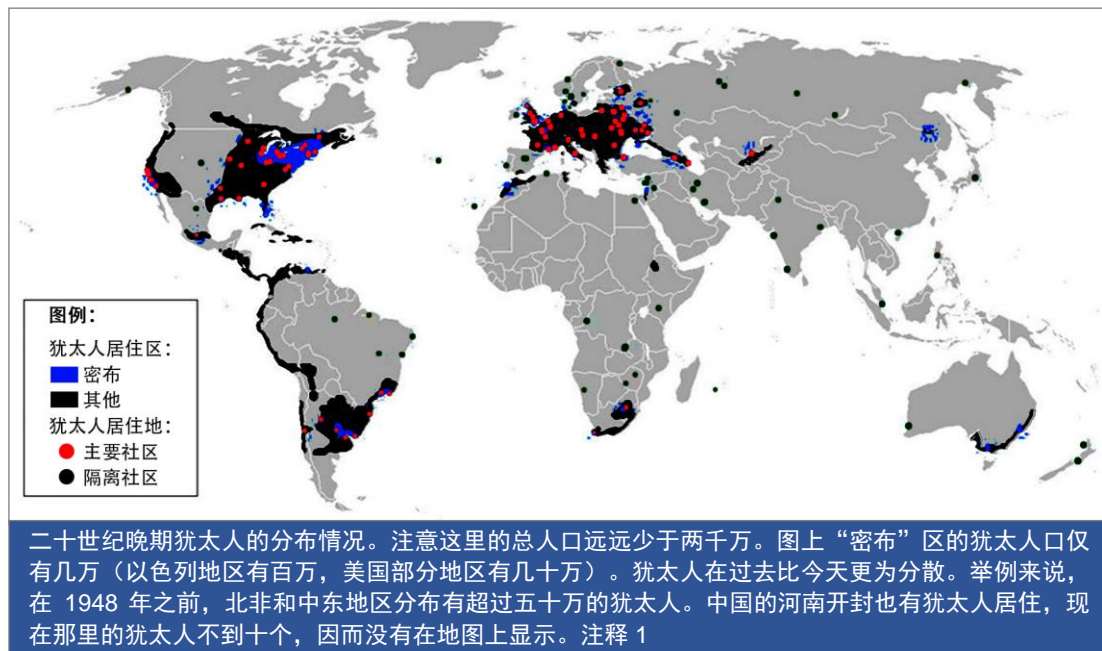 图例：
犹太人居住区：
密布
其他
犹太人居住地：
主要社区
隔离社区
二十世纪晚期犹太人的分布情况。注意这里的总人口远远少于两千万。图上“密布”区的犹太人口仅
有几万（以色列地区有百万，美国部分地区有几十万）。犹太人在过去比今天更为分散。举例来说，
在 1948 年之前，北非和中东地区分布有超过五十万的犹太人。中国的河南开封也有犹太人居住，现
在那里的犹太人不到十个，因而没有在地图上显示。注释 1